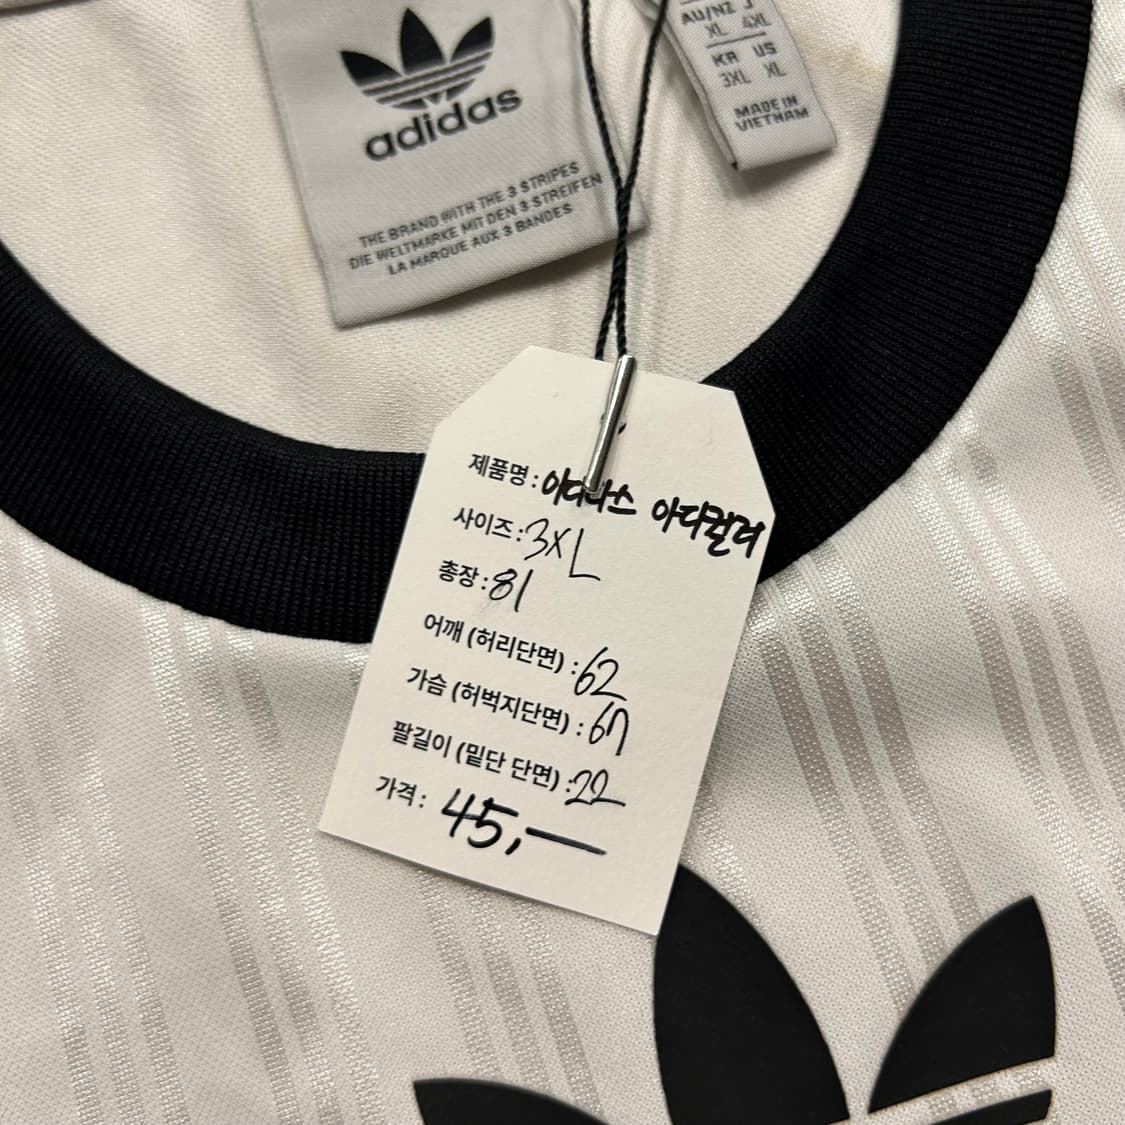 adidas
THE BRAND WITH THE 3 STRIPES
DIE WELTMARKE MIT DEN 3 STREIFEN
LA MARQUE AUX 3 BANDES
AU/NZ J
XL 4XL
KR US
3XL XL
MADE IN
VIETNAM
제품명 : 아디다스 아디컬러
사이즈 : 3XL
총장 : 81
어깨 (허리단면) : 62
가슴 (허벅지단면) : 67
팔길이 (밑단 단면) : 22
가격 : 45,—